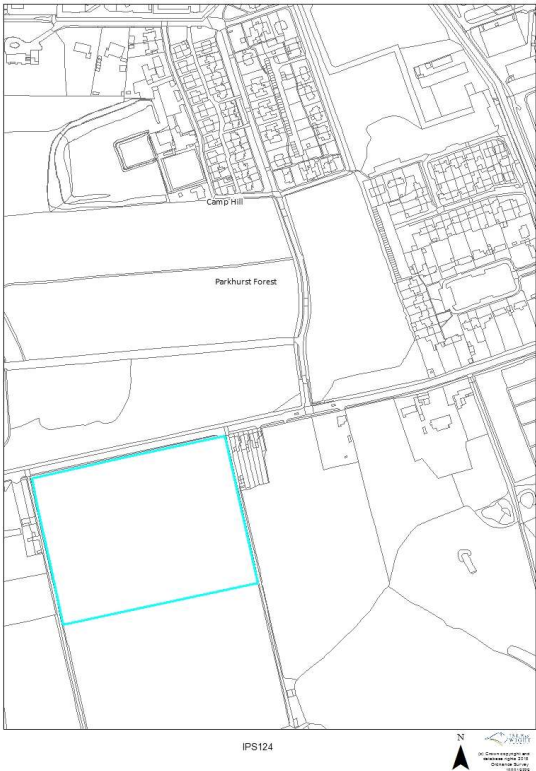 Camp Hill
Parkhurst Forest
IPS124
N
(c) Crown copyright and
database rights 2018
Ordnance Survey